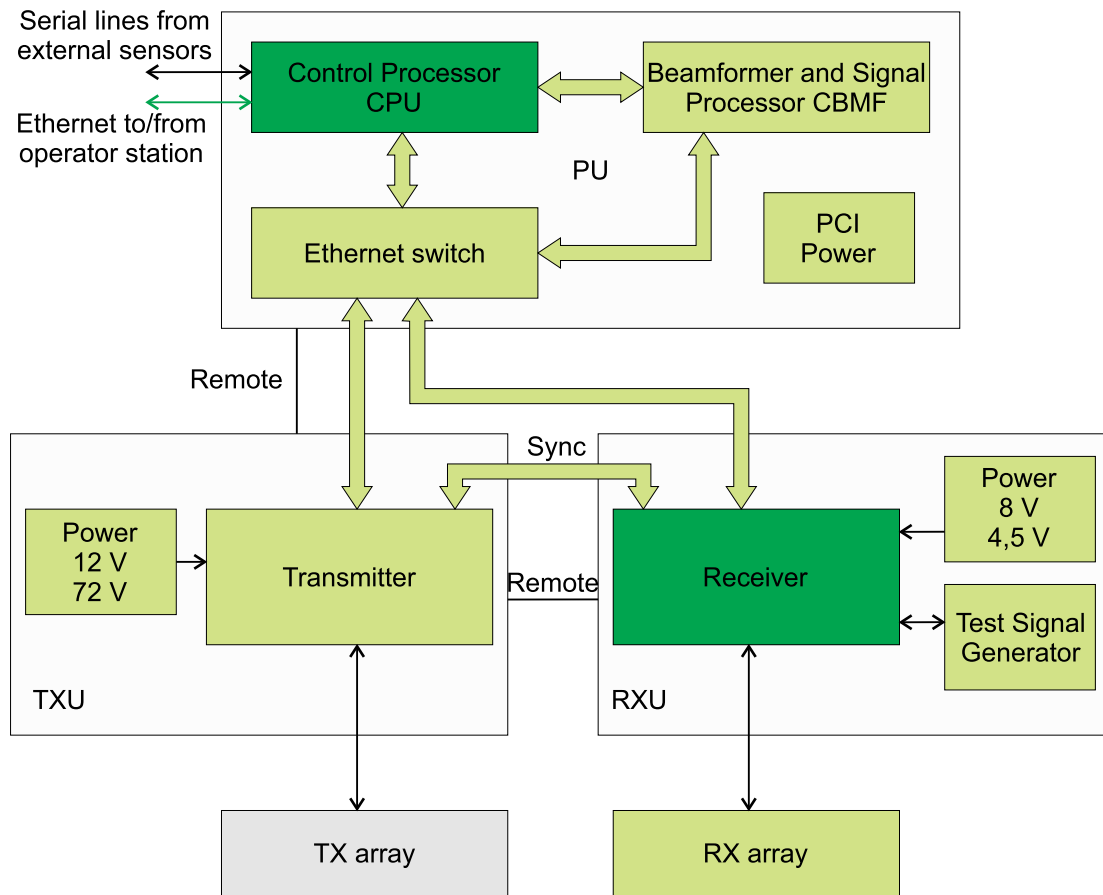 Serial lines from
external sensors
Ethernet to/from
operator station
Control Processor
CPU
Beamformer and Signal
Processor CBMF
PU
Ethernet switch
PCI
Power
Remote
Sync
Power
12 V
72 V
Transmitter
TXU
Remote
Receiver
RXU
Power
8 V
4,5 V
Test Signal
Generator
TX array
RX array